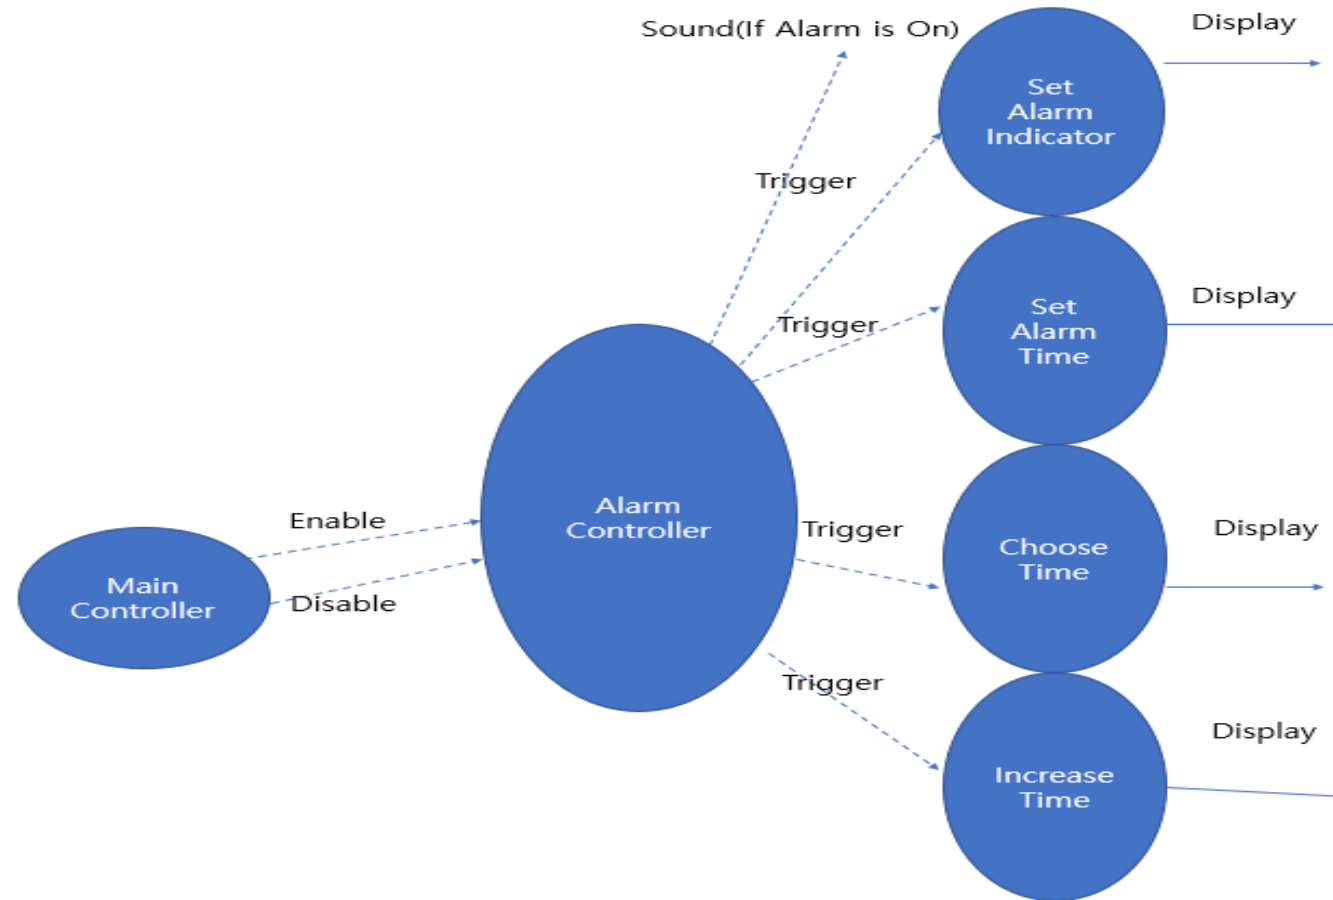 Sound(If Alarm is On)
Display
Set
Alarm
Indicator
Trigger
Display
Set
Alarm
Time
Trigger
Enable
Alarm
Controller
Trigger
Choose
Time
Display
Main
Controller
Disable
Trigger
Display
Increase
Time